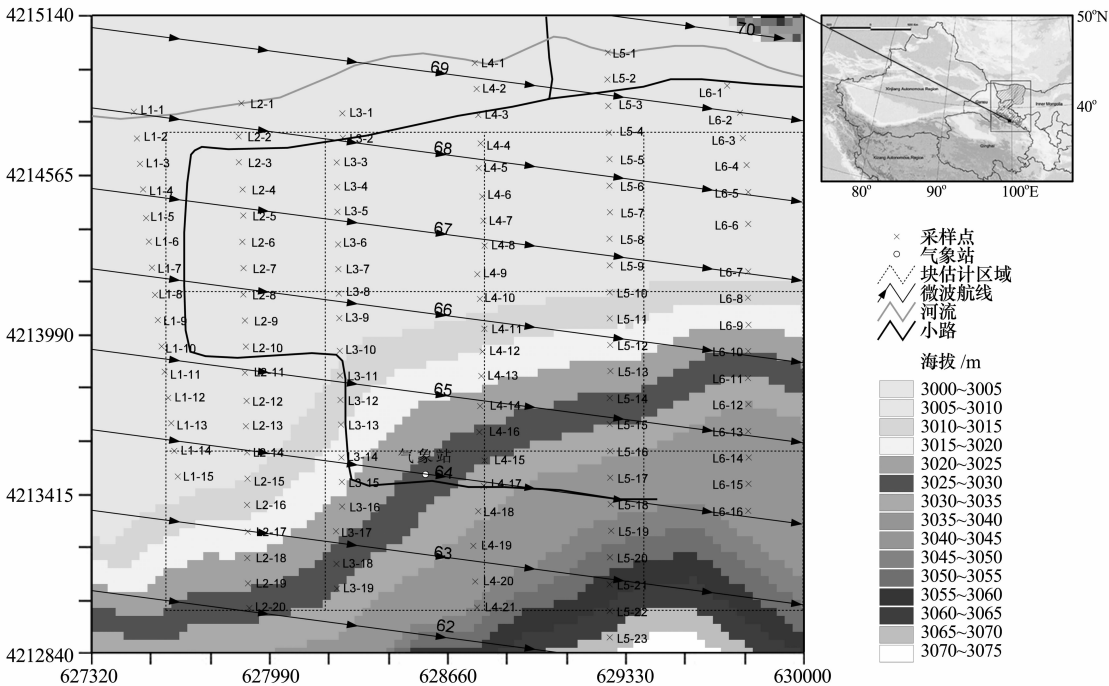 4215140
4214565
4213990
4213415
4212840
627320
627990
628660
629330
630000
70
69
68
67
66
65
64
63
62
L1-1
L1-2
L1-3
L1-4
L1-5
L1-6
L1-7
L1-8
L1-9
L1-10
L1-11
L1-12
L1-13
L1-14
L1-15
L2-1
L2-2
L2-3
L2-4
L2-5
L2-6
L2-7
L2-8
L2-9
L2-10
L2-11
L2-12
L2-13
L2-14
L2-15
L2-16
L2-17
L2-18
L2-19
L2-20
L3-1
L3-2
L3-3
L3-4
L3-5
L3-6
L3-7
L3-8
L3-9
L3-10
L3-11
L3-12
L3-13
L3-14
L3-15
L3-16
L3-17
L3-18
L3-19
气象站
L4-1
L4-2
L4-3
L4-4
L4-5
L4-6
L4-7
L4-8
L4-9
L4-10
L4-11
L4-12
L4-13
L4-14
L4-16
L4-15
L4-17
L4-18
L4-19
L4-20
L4-21
L5-1
L5-2
L5-3
L5-4
L5-5
L5-6
L5-7
L5-8
L5-9
L5-10
L5-11
L5-12
L5-13
L5-14
L5-15
L5-16
L5-17
L5-18
L5-19
L5-20
L5-21
L5-22
L5-23
L6-1
L6-2
L6-3
L6-4
L6-5
L6-6
L6-7
L6-8
L6-9
L6-10
L6-11
L6-12
L6-13
L6-14
L6-15
L6-16
50°N
40°
80°
90°
100°E
Xinjiang Autonomous Region
Gansu
Inner Mongolia
Qinghai
Xizang Autonomous Region
采样点
气象站
块估计区域
微波航线
河流
小路
海拔 /m
3000~3005
3005~3010
3010~3015
3015~3020
3020~3025
3025~3030
3030~3035
3035~3040
3040~3045
3045~3050
3050~3055
3055~3060
3060~3065
3065~3070
3070~3075